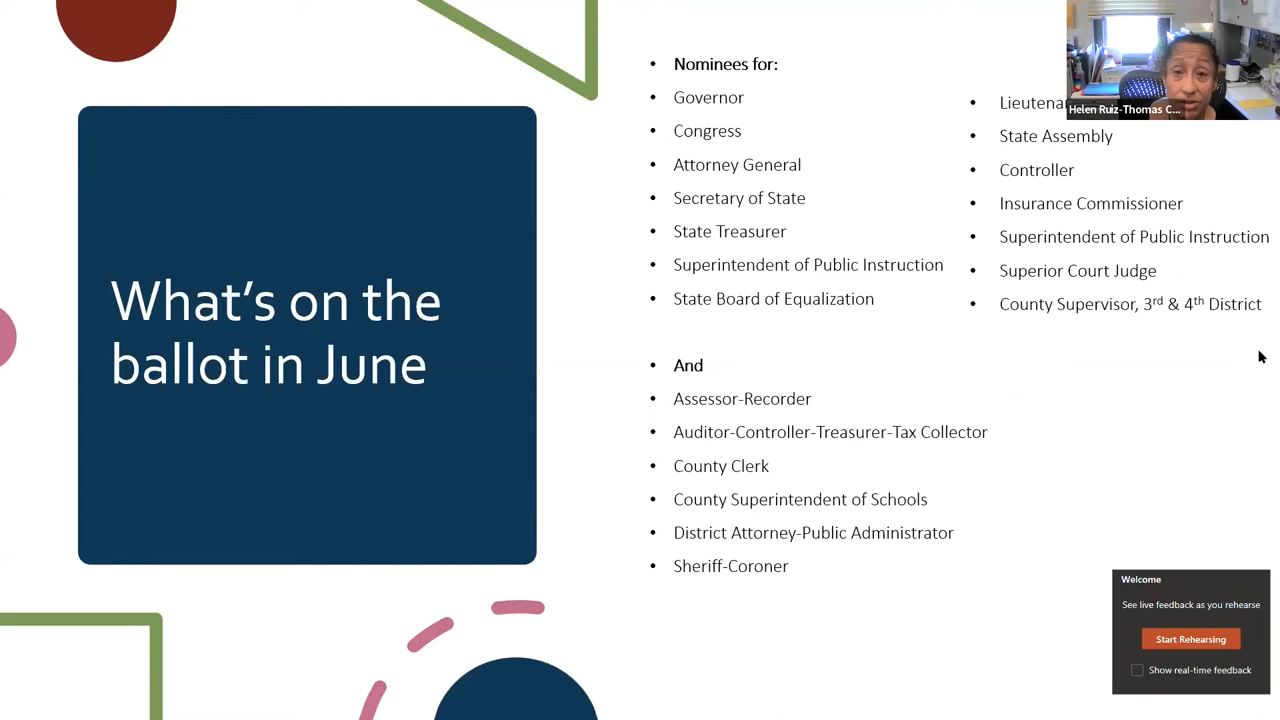 What's on the
ballot in June
Nominees for:
Governor
Congress
Attorney General
Secretary of State
State Treasurer
Superintendent of Public Instruction
State Board of Equalization
And
Assessor-Recorder
Auditor-Controller-Treasurer-Tax Collector
County Clerk
County Superintendent of Schools
District Attorney-Public Administrator
Sheriff-Coroner
State Assembly
Controller
Insurance Commissioner
Superintendent of Public Instruction
Superior Court Judge
County Supervisor, 3rd & 4th District
Helen Ruiz-Thomas C...
Welcome
See live feedback as you rehearse
Start Rehearsing
Show real-time feedback